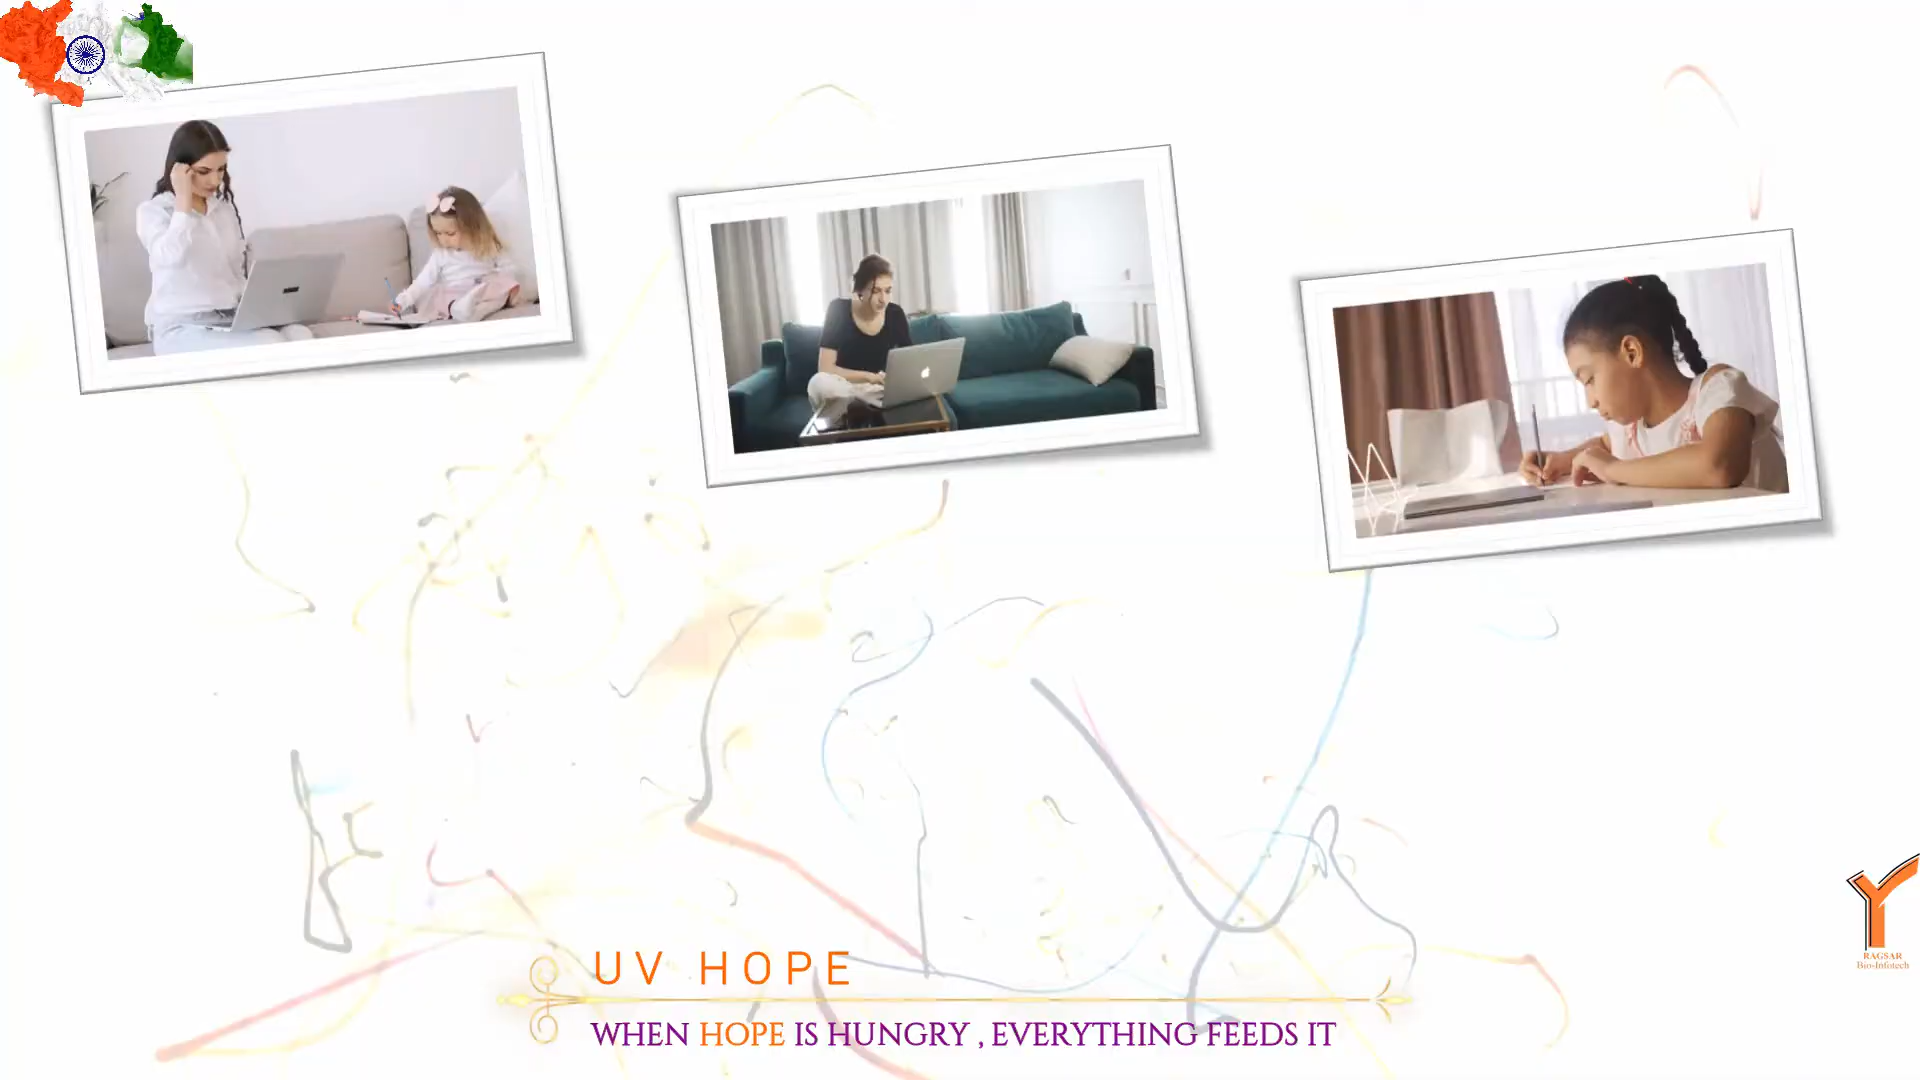 UV HOPE
WHEN HOPE IS HUNGRY , EVERYTHING FEEDS IT
RAGSAR
Bio-Infotech